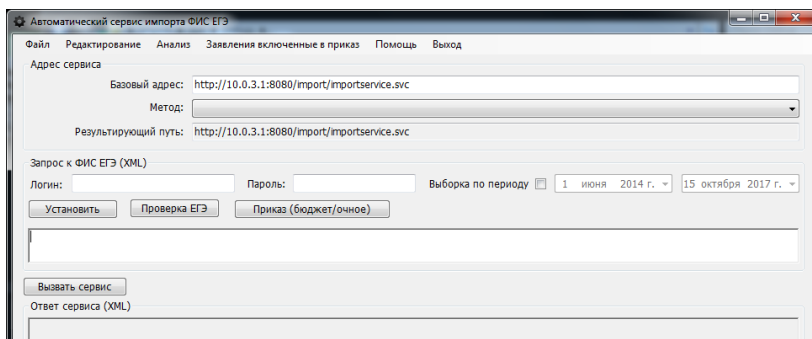 Автоматический сервис импорта ФИС ЕГЭ
Файл Редактирование Анализ Заявления включенные в приказ Помощь Выход
Адрес сервиса
Базовый адрес: http://10.0.3.1:8080/import/importservice.svc
Метод:
Результирующий путь: http://10.0.3.1:8080/import/importservice.svc
Запрос к ФИС ЕГЭ (XML)
Логин: Пароль: Выборка по периоду 1 июня 2014 г. 15 октября 2017 г.
Установить Проверка ЕГЭ Приказ (бюджет/очное)
Вызвать сервис
Ответ сервиса (XML)